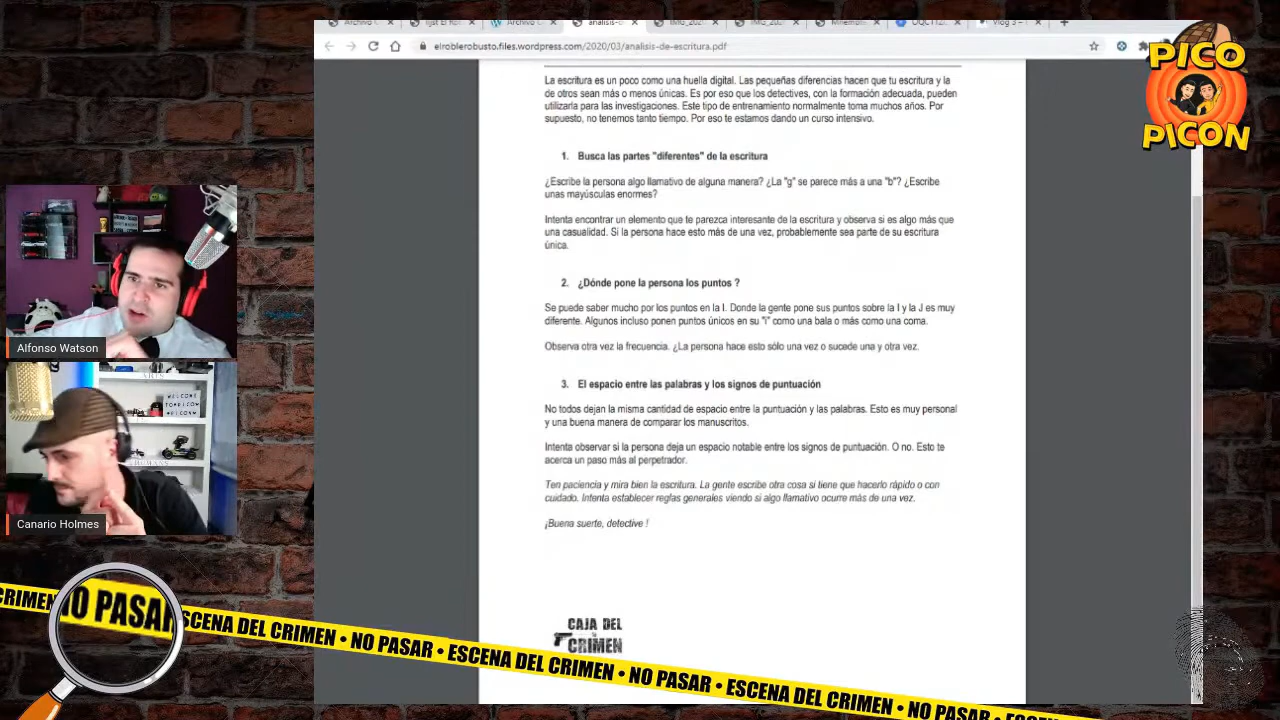 elroblerobusto.files.wordpress.com/2020/03/analisis-de-escritura.pdf
PICO
PICON
La escritura es un poco como una huella digital. Las pequeñas diferencias hacen que tu escritura y la
de otros sean más o menos únicas. Es por eso que los detectives, con la formación adecuada, pueden
utilizarla para las investigaciones. Este tipo de entrenamiento normalmente toma muchos años. Por
supuesto, no tenemos tanto tiempo. Por eso te estamos dando un curso intensivo.
1. Busca las partes "diferentes" de la escritura
¿Escribe la persona algo llamativo de alguna manera? ¿La "g" se parece más a una "b"? ¿Escribe
unas mayúsculas enormes?
Intenta encontrar un elemento que te parezca interesante de la escritura y observa si es algo más que
una casualidad. Si la persona hace esto más de una vez, probablemente sea parte de su escritura
única.
2. ¿Dónde pone la persona los puntos ?
Se puede saber mucho por los puntos en la I. Donde la gente pone sus puntos sobre la I y la J es muy
diferente. Algunos incluso ponen puntos únicos en su "i" como una bala o más como una coma.
Observa otra vez la frecuencia. ¿La persona hace esto sólo una vez o sucede una y otra vez.
3. El espacio entre las palabras y los signos de puntuación
No todos dejan la misma cantidad de espacio entre la puntuación y las palabras. Esto es muy personal
y una buena manera de comparar los manuscritos.
Intenta observar si la persona deja un espacio notable entre los signos de puntuación. O no. Esto te
acerca un paso más al perpetrador.
Ten paciencia y mira bien la escritura. La gente escribe otra cosa si tiene que hacerlo rápido o con
cuidado. Intenta establecer reglas generales viendo si algo llamativo ocurre más de una vez.
¡Buena suerte, detective !
CAJA DEL
CRIMEN
Alfonso Watson
WELCOME
HUMANS
Canario Holmes
CRIMEN NO PASAR ESCENA DEL CRIMEN • NO PASAR • ESCENA DEL CRIMEN • NO PASAR • ESCENA DEL CRIMEN • NO PASAR •